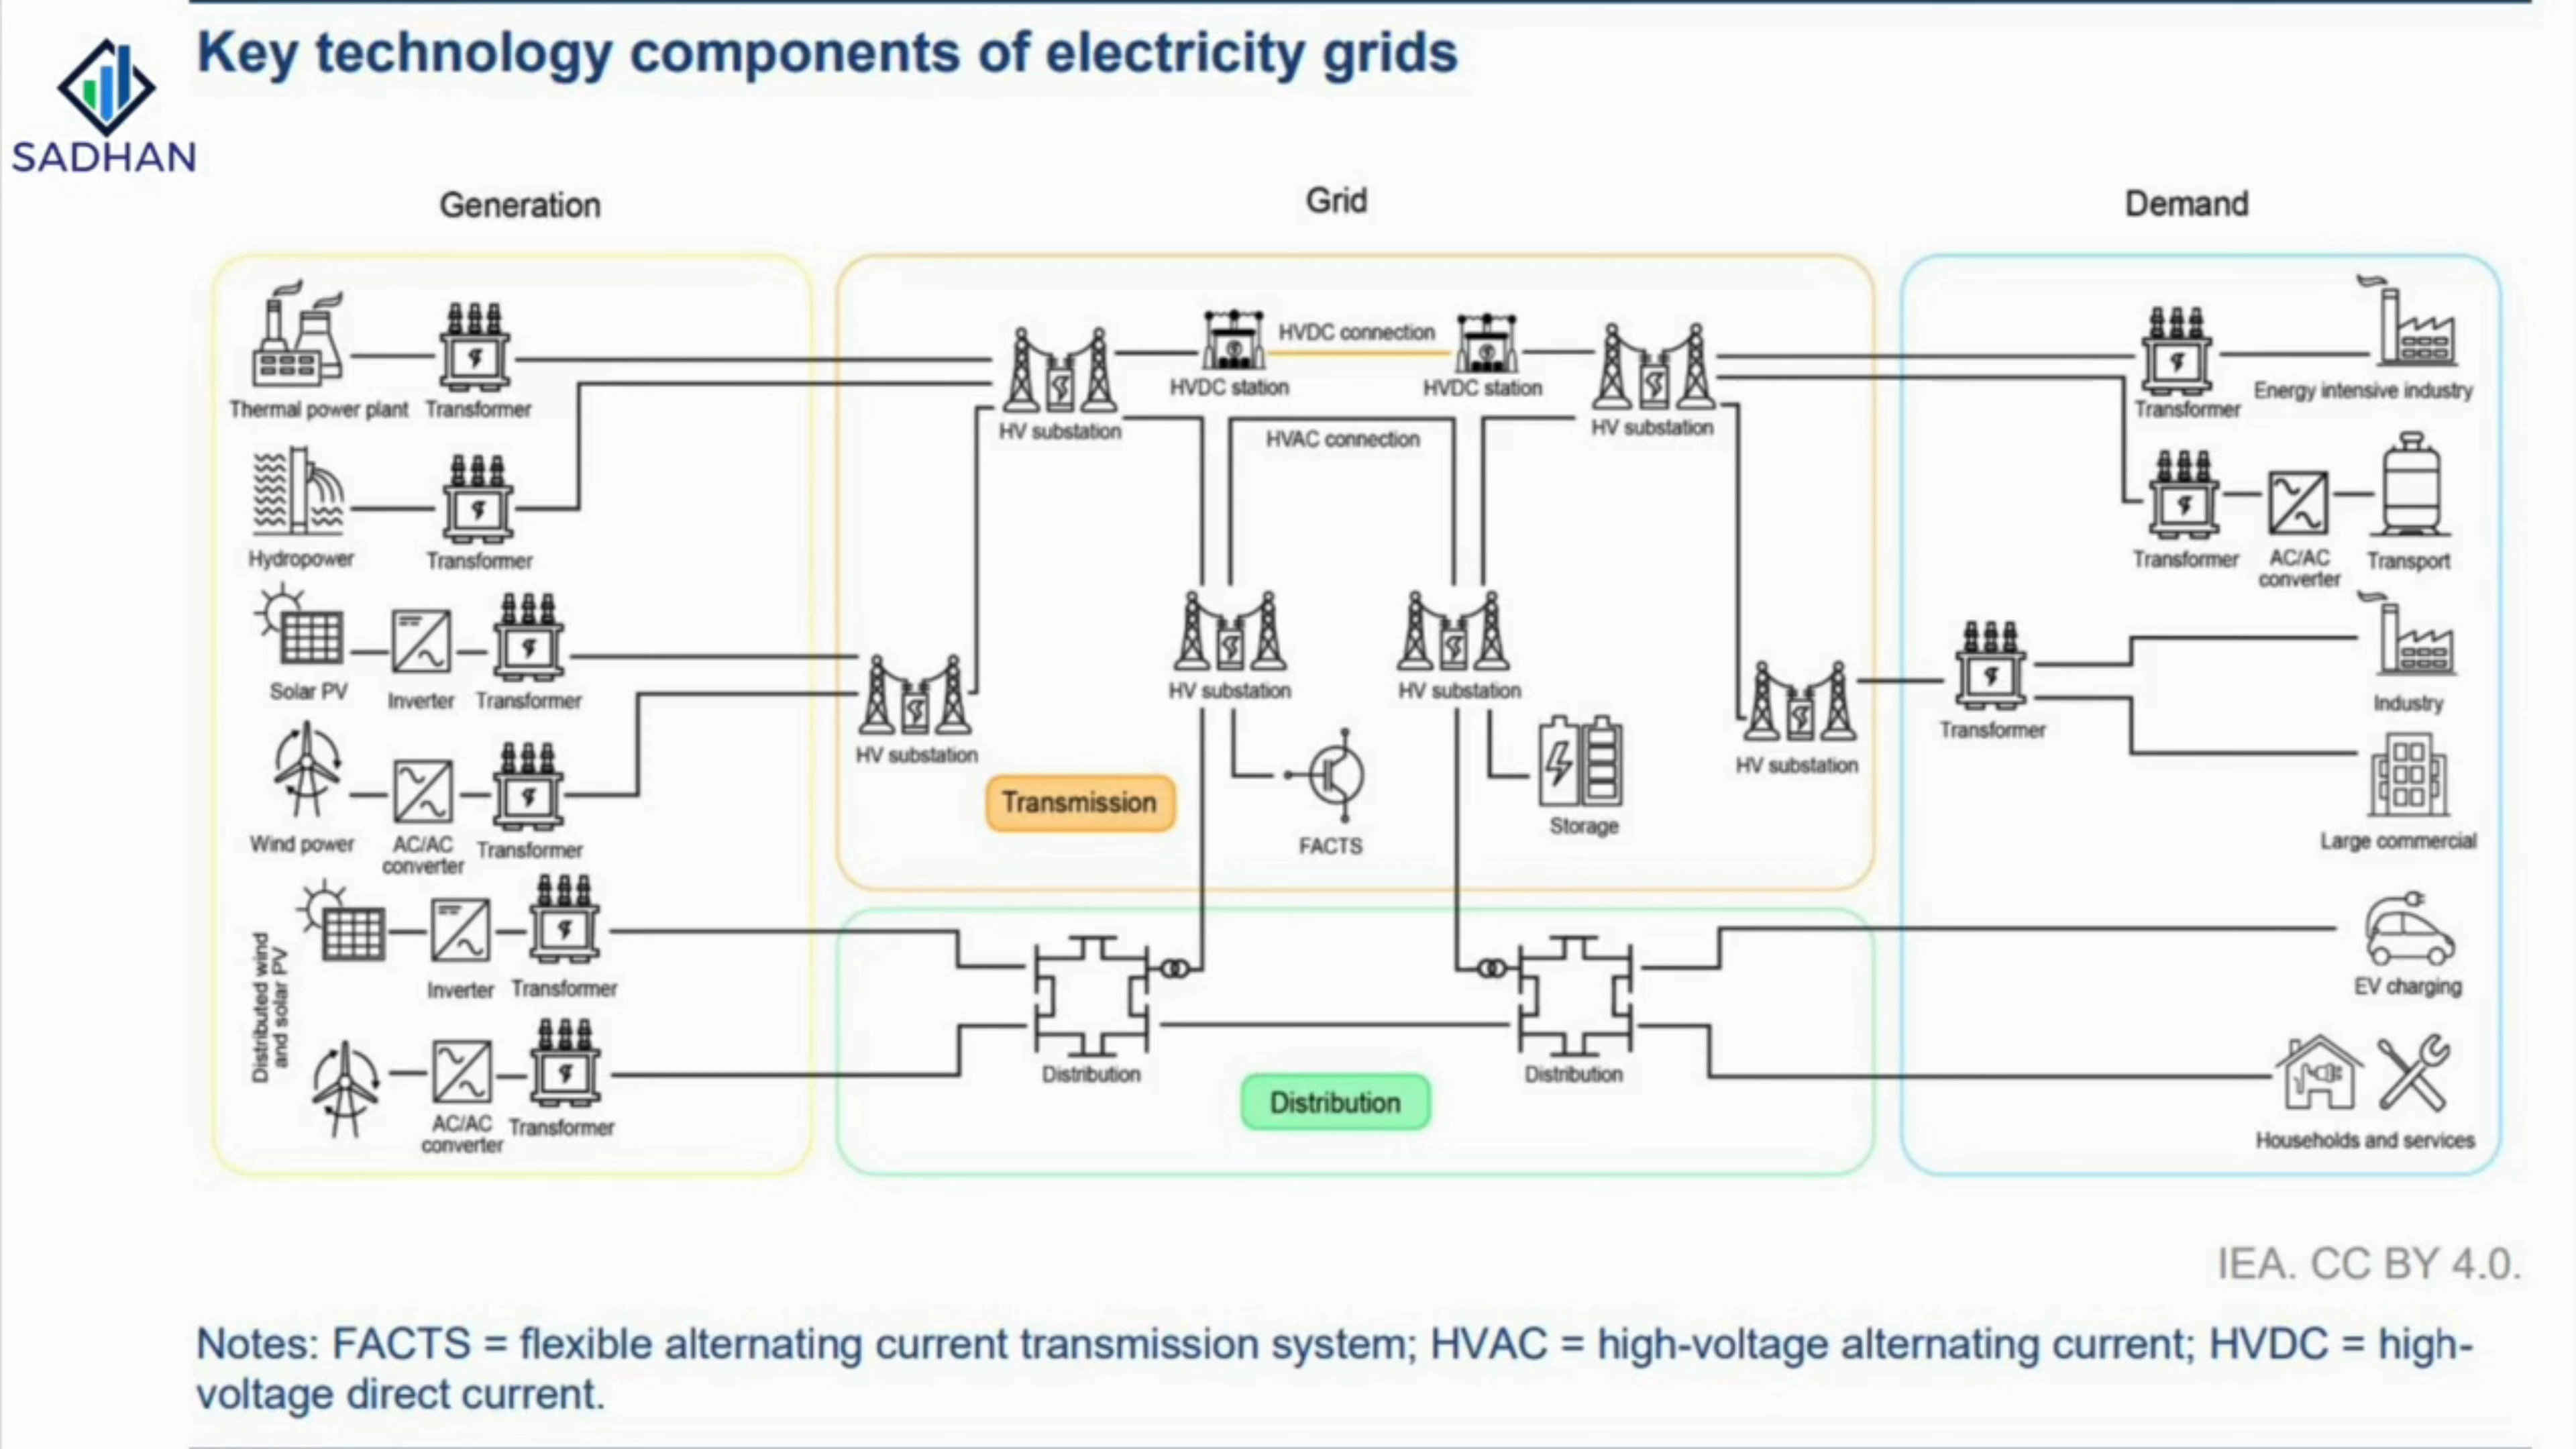 Key technology components of electricity grids
SADHAN
Generation
Grid
Demand
Thermal power plant
Transformer
Hydropower
Transformer
Solar PV
Inverter
Transformer
Wind power
AC/AC
converter
Transformer
Distributed wind
and solar PV
Inverter
Transformer
AC/AC
converter
Transformer
HV substation
HVDC station
HVDC connection
HVDC station
HV substation
HVAC connection
HV substation
HV substation
HV substation
HV substation
Transmission
FACTS
Storage
Distribution
Distribution
Distribution
Transformer
Energy intensive industry
Transformer
AC/AC
converter
Transport
Transformer
Industry
Large commercial
EV charging
Households and services
IEA. CC BY 4.0.
Notes: FACTS = flexible alternating current transmission system; HVAC = high-voltage alternating current; HVDC = high-
voltage direct current.